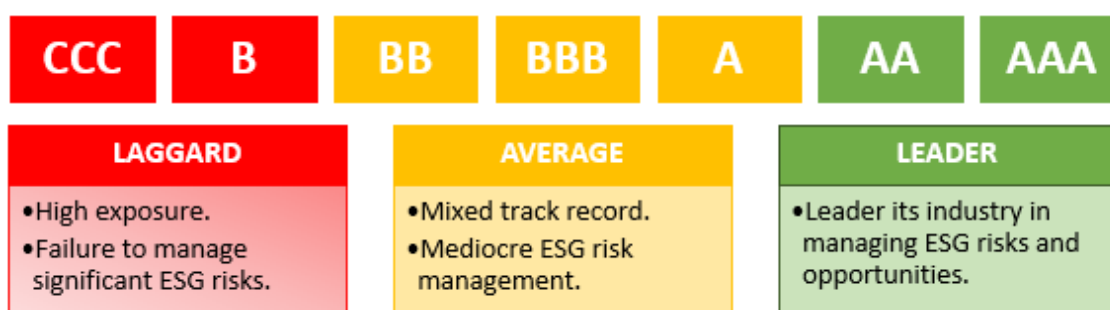 CCC B BB BBB A AA AAA
LAGGARD
•High exposure.
•Failure to manage
significant ESG risks.
AVERAGE
•Mixed track record.
•Mediocre ESG risk
management.
LEADER
•Leader its industry in
managing ESG risks and
opportunities.